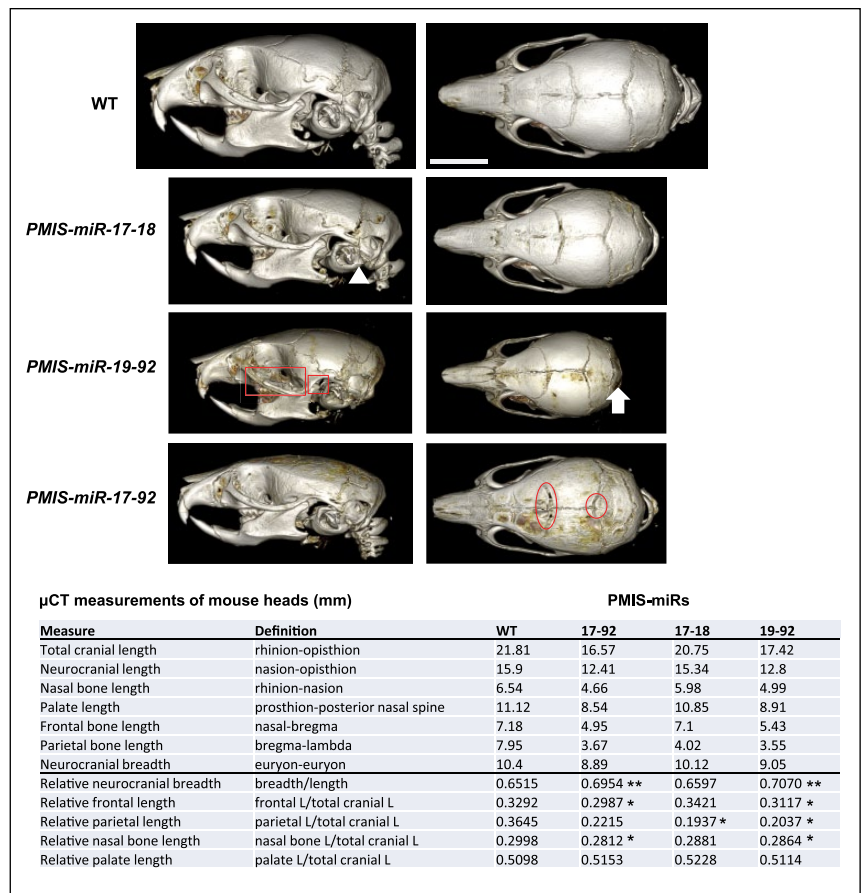 WT
PMIS-miR-17-18
PMIS-miR-19-92
PMIS-miR-17-92
µCT measurements of mouse heads (mm) PMIS-miRs
Measure Definition WT 17-92 17-18 19-92
Total cranial length rhinion-opisthion 21.81 16.57 20.75 17.42
Neurocranial length nasion-opisthion 15.9 12.41 15.34 12.8
Nasal bone length rhinion-nasion 6.54 4.66 5.98 4.99
Palate length prosthion-posterior nasal spine 11.12 8.54 10.85 8.91
Frontal bone length nasal-bregma 7.18 4.95 7.1 5.43
Parietal bone length bregma-lambda 7.95 3.67 4.02 3.55
Neurocranial breadth euryon-euryon 10.4 8.89 10.12 9.05
Relative neurocranial breadth breadth/length 0.6515 0.6954 ** 0.6597 0.7070 **
Relative frontal length frontal L/total cranial L 0.3292 0.2987 * 0.3421 0.3117 *
Relative parietal length parietal L/total cranial L 0.3645 0.2215 0.1937 * 0.2037 *
Relative nasal bone length nasal bone L/total cranial L 0.2998 0.2812 * 0.2881 0.2864 *
Relative palate length palate L/total cranial L 0.5098 0.5153 0.5228 0.5114